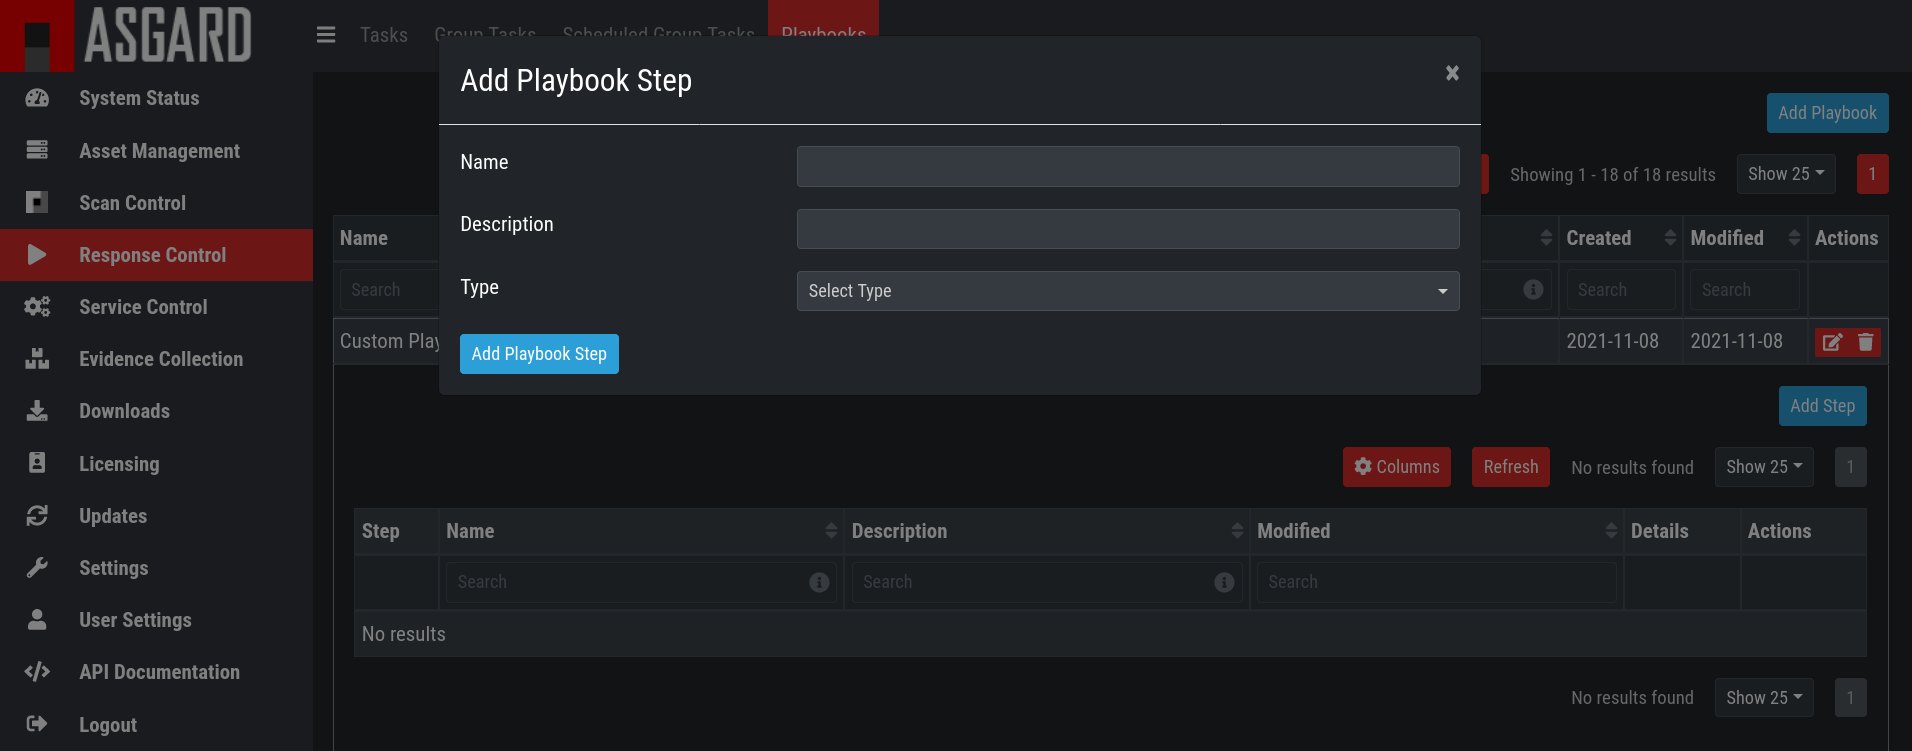 ASGARD
Tasks Group Tasks Scheduled Group Tasks Playbooks
System Status
Asset Management
Scan Control
Response Control
Service Control
Evidence Collection
Downloads
Licensing
Updates
Settings
User Settings
API Documentation
Logout
Add Playbook Step ×
Name
Description
Type Select Type
Add Playbook Step
Add Playbook
Showing 1 - 18 of 18 results Show 25 1
Name Created Modified Actions
Search Search Search
Custom Play 2021-11-08 2021-11-08
Add Step
Columns Refresh No results found Show 25 1
Step Name Description Modified Details Actions
Search Search Search
No results
No results found Show 25 1